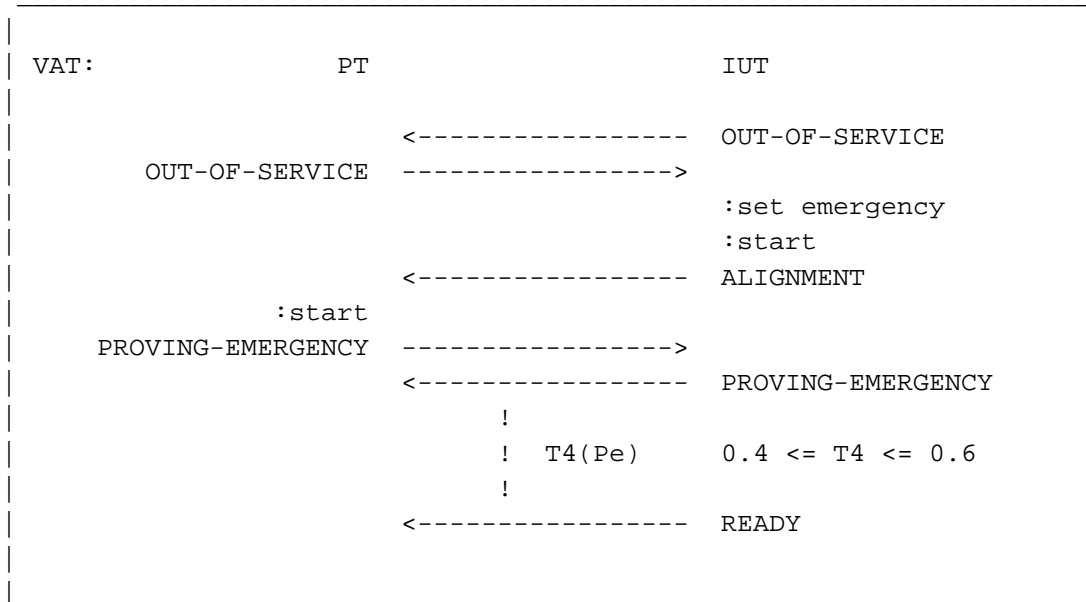 VAT: PT IUT
<----------------- OUT-OF-SERVICE
OUT-OF-SERVICE ----------------->
:set emergency
:start
<----------------- ALIGNMENT
:start
PROVING-EMERGENCY ----------------->
<----------------- PROVING-EMERGENCY
!
! T4(Pe) 0.4 <= T4 <= 0.6
!
<----------------- READY